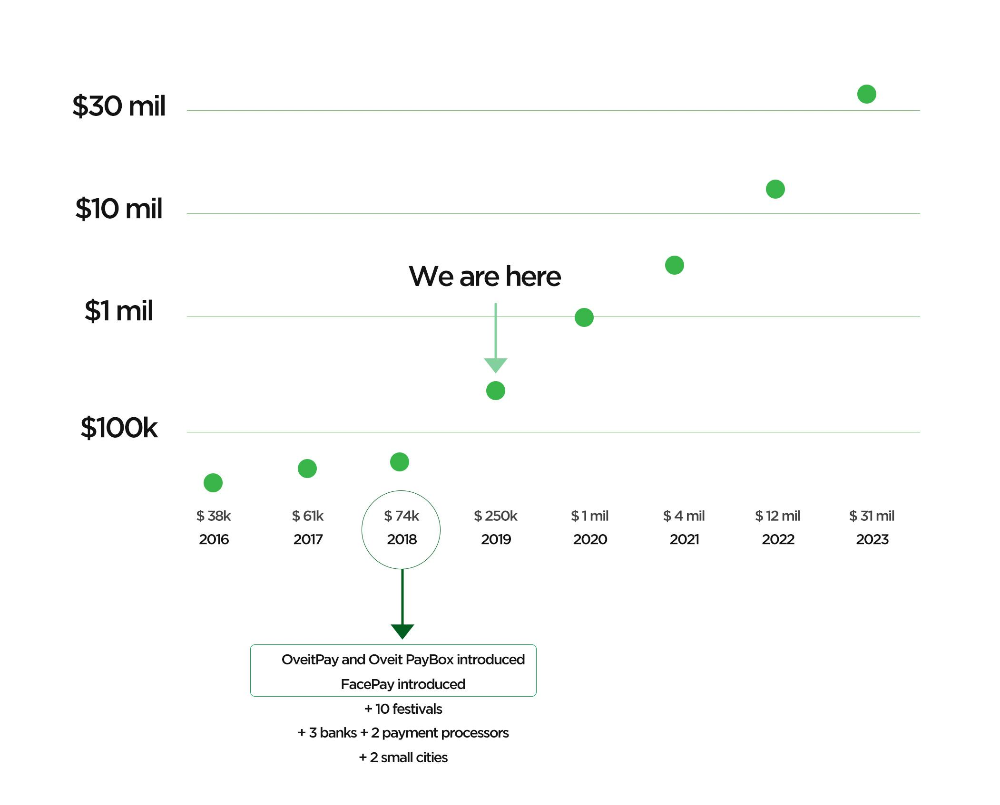 $30 mil
$10 mil
We are here
$1 mil
$100k
$ 38k $ 61k $ 74k $ 250k $ 1 mil $ 4 mil $ 12 mil $ 31 mil
2016 2017 2018 2019 2020 2021 2022 2023
OveitPay and Oveit PayBox introduced
FacePay introduced
+ 10 festivals
+ 3 banks + 2 payment processors
+ 2 small cities